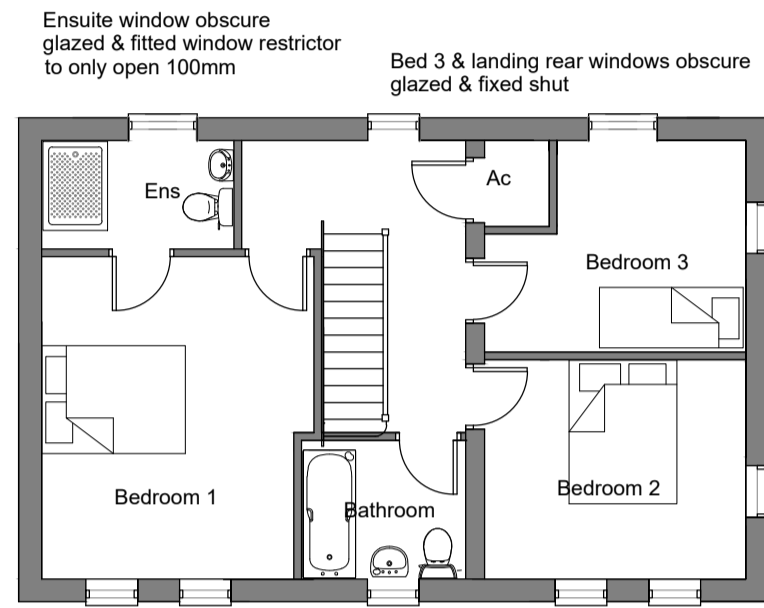 Ensuite window obscure
glazed & fitted window restrictor
to only open 100mm
Bed 3 & landing rear windows obscure
glazed & fixed shut
Ens
Ac
Bedroom 3
Bedroom 1
Bathroom
Bedroom 2